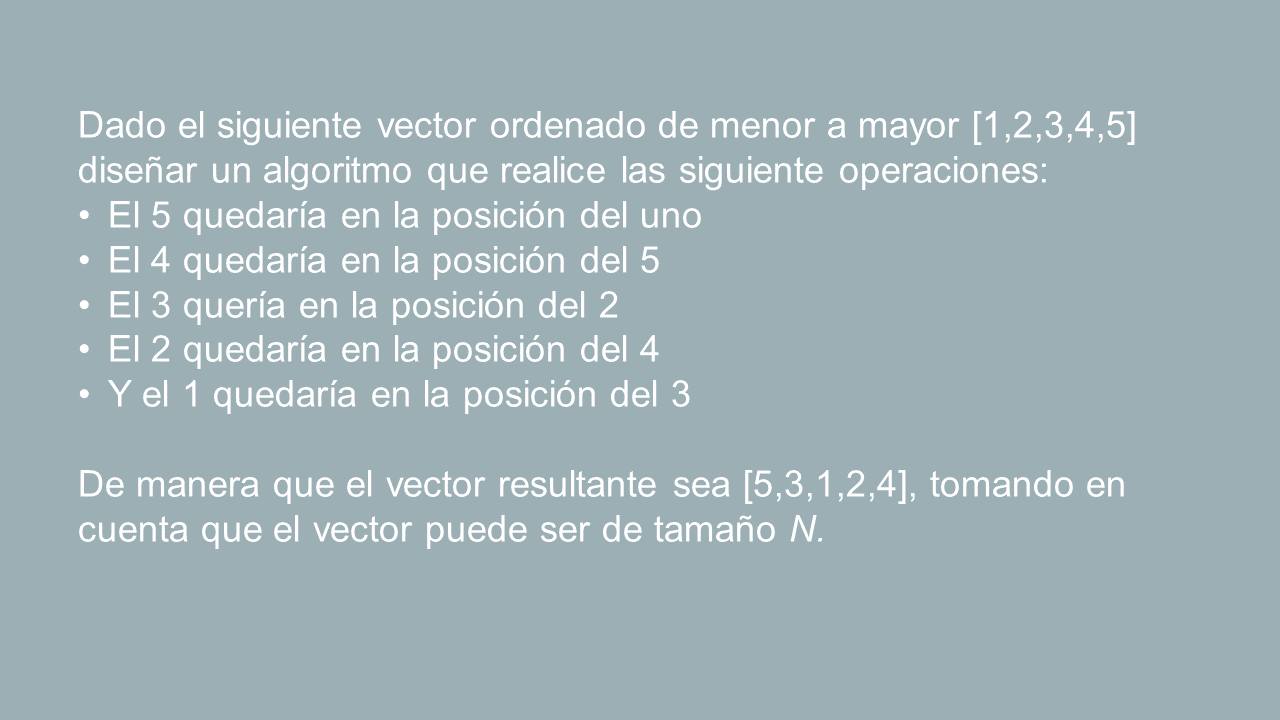 Dado el siguiente vector ordenado de menor a mayor [1,2,3,4,5]
diseñar un algoritmo que realice las siguiente operaciones:
• El 5 quedaría en la posición del uno
• El 4 quedaría en la posición del 5
• El 3 quería en la posición del 2
• El 2 quedaría en la posición del 4
• Y el 1 quedaría en la posición del 3
De manera que el vector resultante sea [5,3,1,2,4], tomando en
cuenta que el vector puede ser de tamaño N.